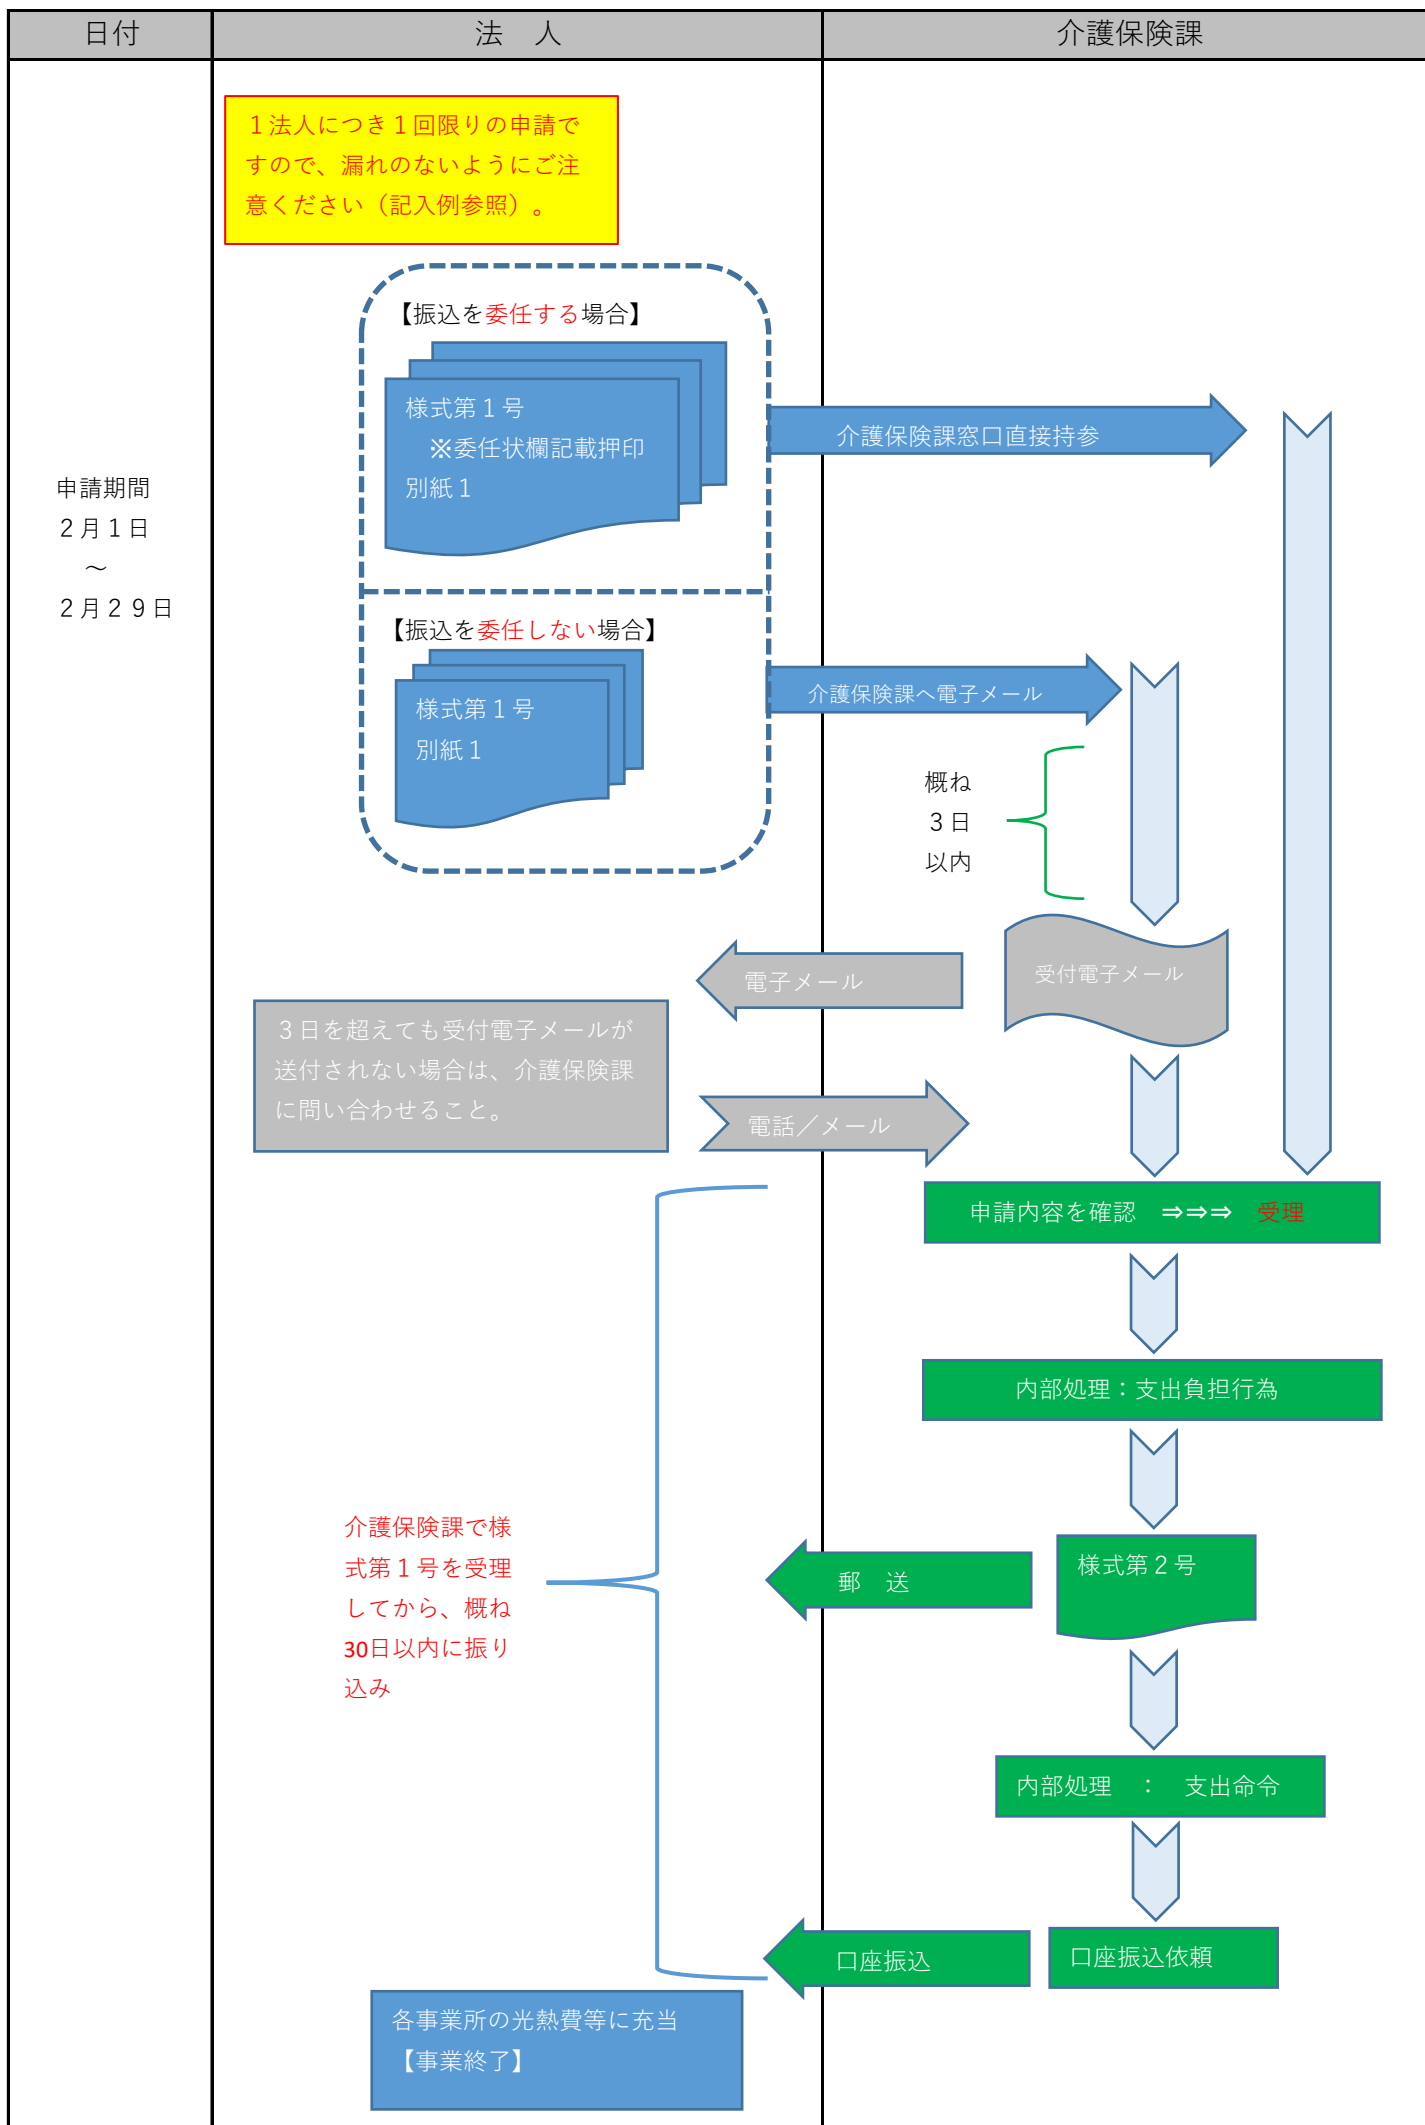 日付
法　人
介護保険課
１法人につき１回限りの申請で
すので、漏れのないようにご注
意ください（記入例参照）。
【振込を委任する場合】
様式第１号
※委任状欄記載押印
別紙１
介護保険課窓口直接持参
申請期間
２月１日
～
２月２９日
【振込を委任しない場合】
様式第１号
別紙１
介護保険課へ電子メール
概ね
３日
以内
受付電子メール
電子メール
３日を超えても受付電子メールが
送付されない場合は、介護保険課
に問い合わせること。
電話／メール
申請内容を確認　⇒⇒⇒　受理
内部処理：支出負担行為
介護保険課で様
式第１号を受理
してから、概ね
30日以内に振り
込み
郵　送
様式第２号
内部処理　：　支出命令
口座振込
口座振込依頼
各事業所の光熱費等に充当
【事業終了】